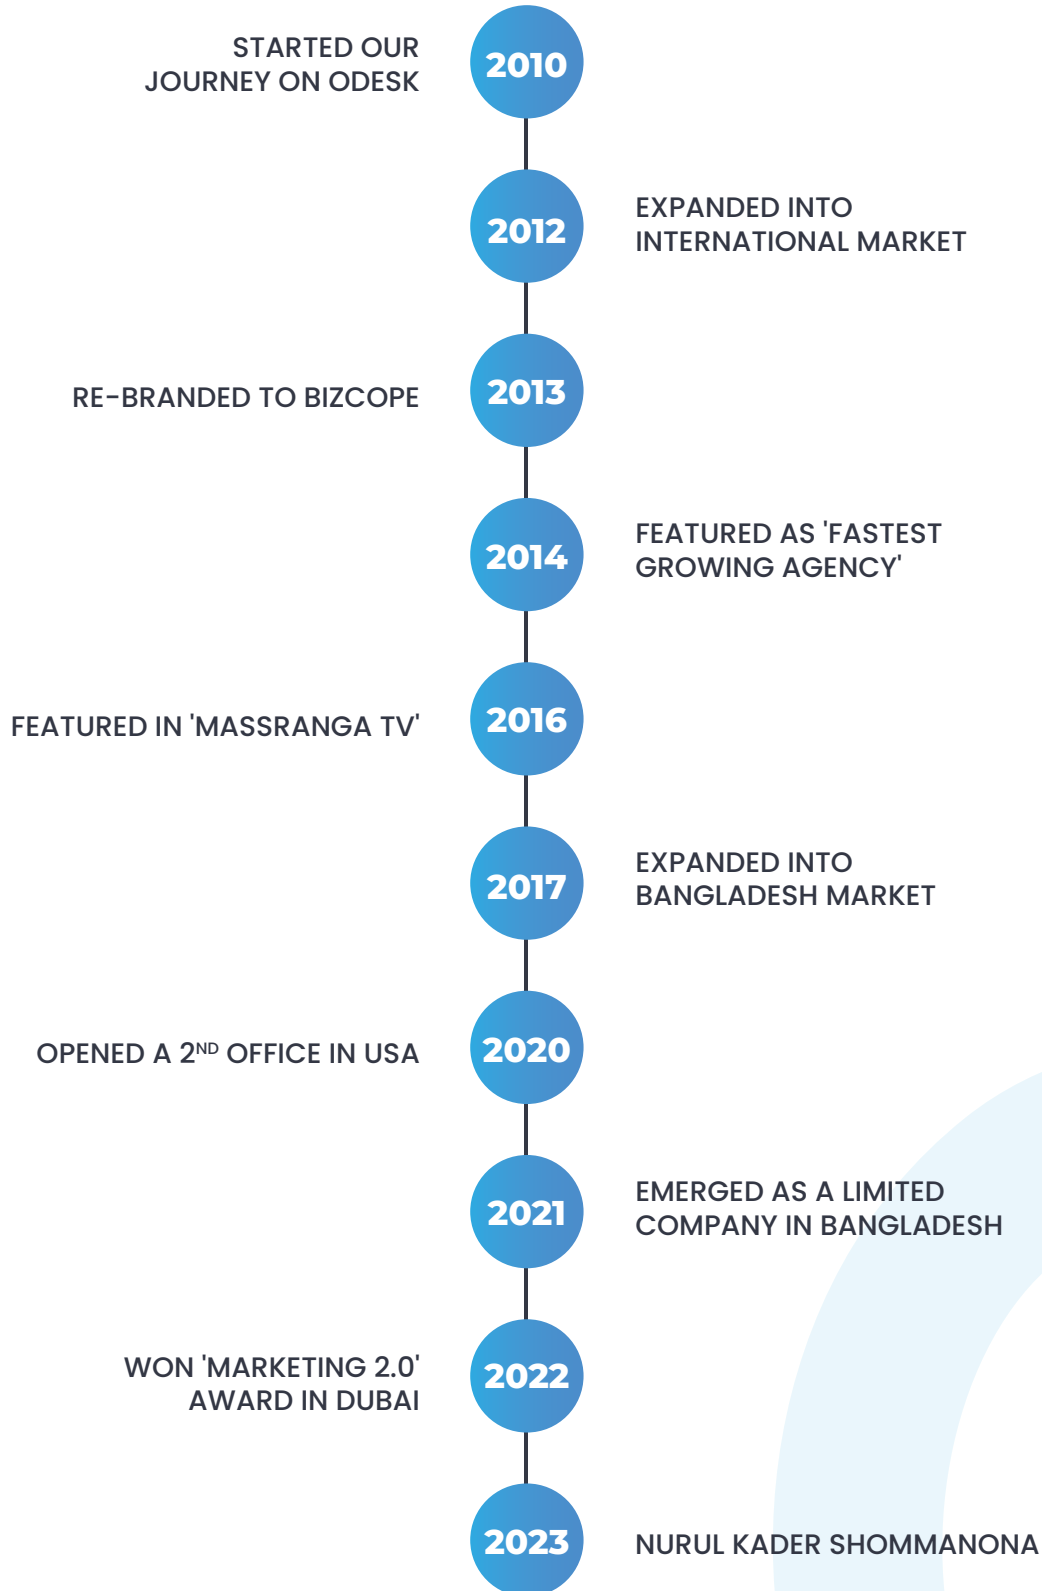 STARTED OUR
JOURNEY ON ODESK
2010
2012
EXPANDED INTO
INTERNATIONAL MARKET
RE-BRANDED TO BIZCOPE
2013
2014
FEATURED AS 'FASTEST
GROWING AGENCY'
FEATURED IN 'MASSRANGA TV'
2016
2017
EXPANDED INTO
BANGLADESH MARKET
OPENED A 2ND OFFICE IN USA
2020
2021
EMERGED AS A LIMITED
COMPANY IN BANGLADESH
WON 'MARKETING 2.0'
AWARD IN DUBAI
2022
2023
NURUL KADER SHOMMANONA